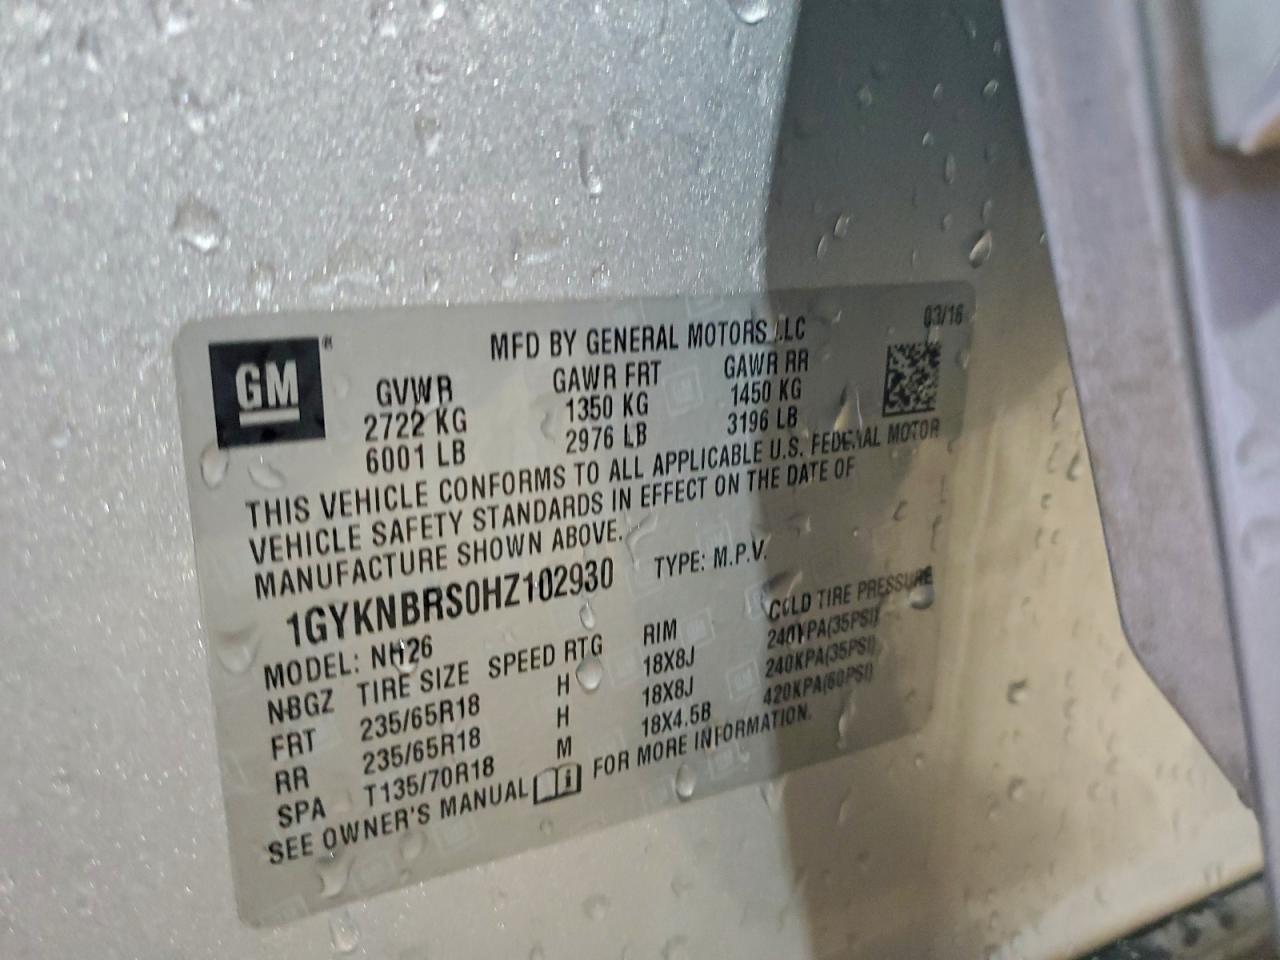 03/16
MFD BY GENERAL MOTORS LLC
GM ®
GVWR GAWR FRT GAWR RR
2722 KG 1350 KG 1450 KG
6001 LB 2976 LB 3196 LB
THIS VEHICLE CONFORMS TO ALL APPLICABLE U.S. FEDERAL MOTOR
VEHICLE SAFETY STANDARDS IN EFFECT ON THE DATE OF
MANUFACTURE SHOWN ABOVE.
1GYKNBRS0HZ102930 TYPE: M.P.V.
MODEL: NH26
NBGZ TIRE SIZE SPEED RTG RIM COLD TIRE PRESSURE
FRT 235/65R18 H 18X8J 240KPA(35PSI)
RR 235/65R18 H 18X8J 240KPA(35PSI)
SPA T135/70R18 M 18X4.5B 420KPA(60PSI)
SEE OWNER'S MANUAL FOR MORE INFORMATION.